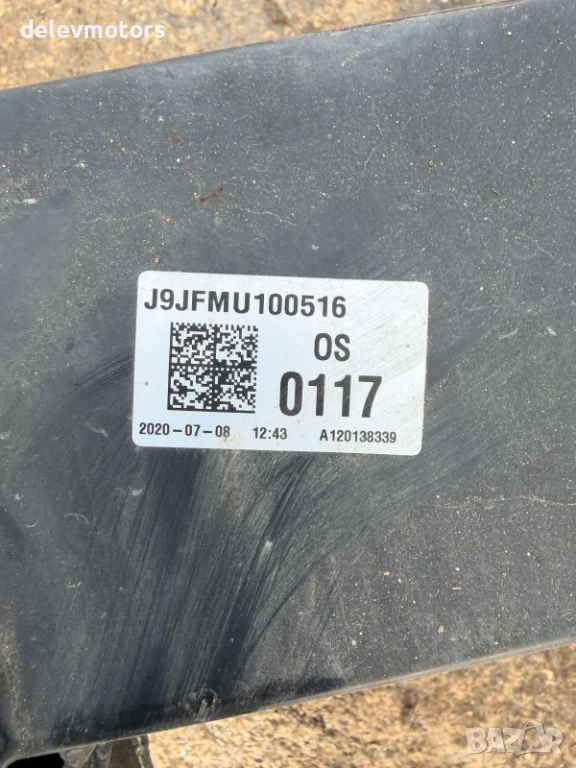 delevmotors
J9JFMU100516
OS
0117
2020-07-08 12:43 A120138339
BAZAR